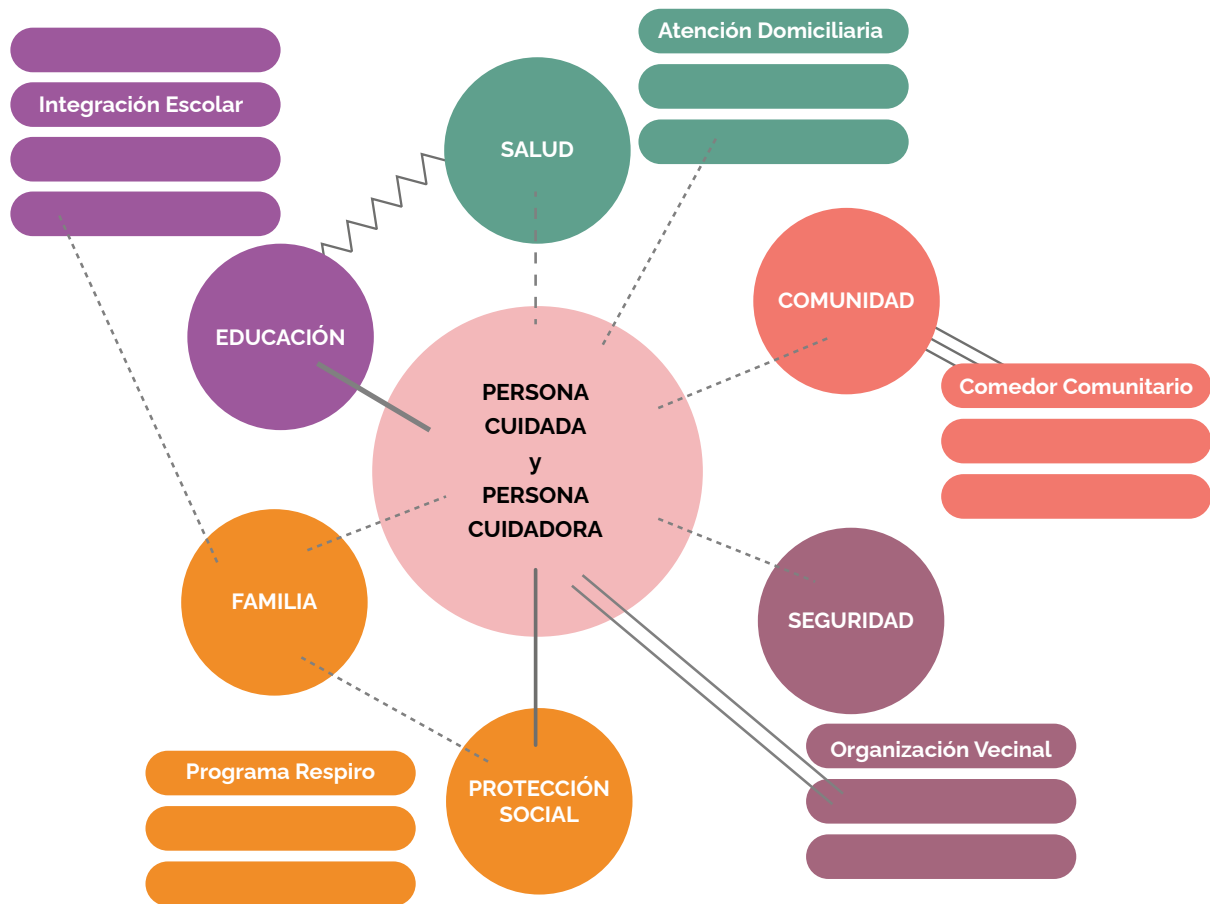 Atención Domiciliaria
Integración Escolar
SALUD
COMUNIDAD
EDUCACIÓN
Comedor Comunitario
PERSONA
CUIDADA
y
PERSONA
CUIDADORA
FAMILIA
SEGURIDAD
Organización Vecinal
Programa Respiro
PROTECCIÓN
SOCIAL